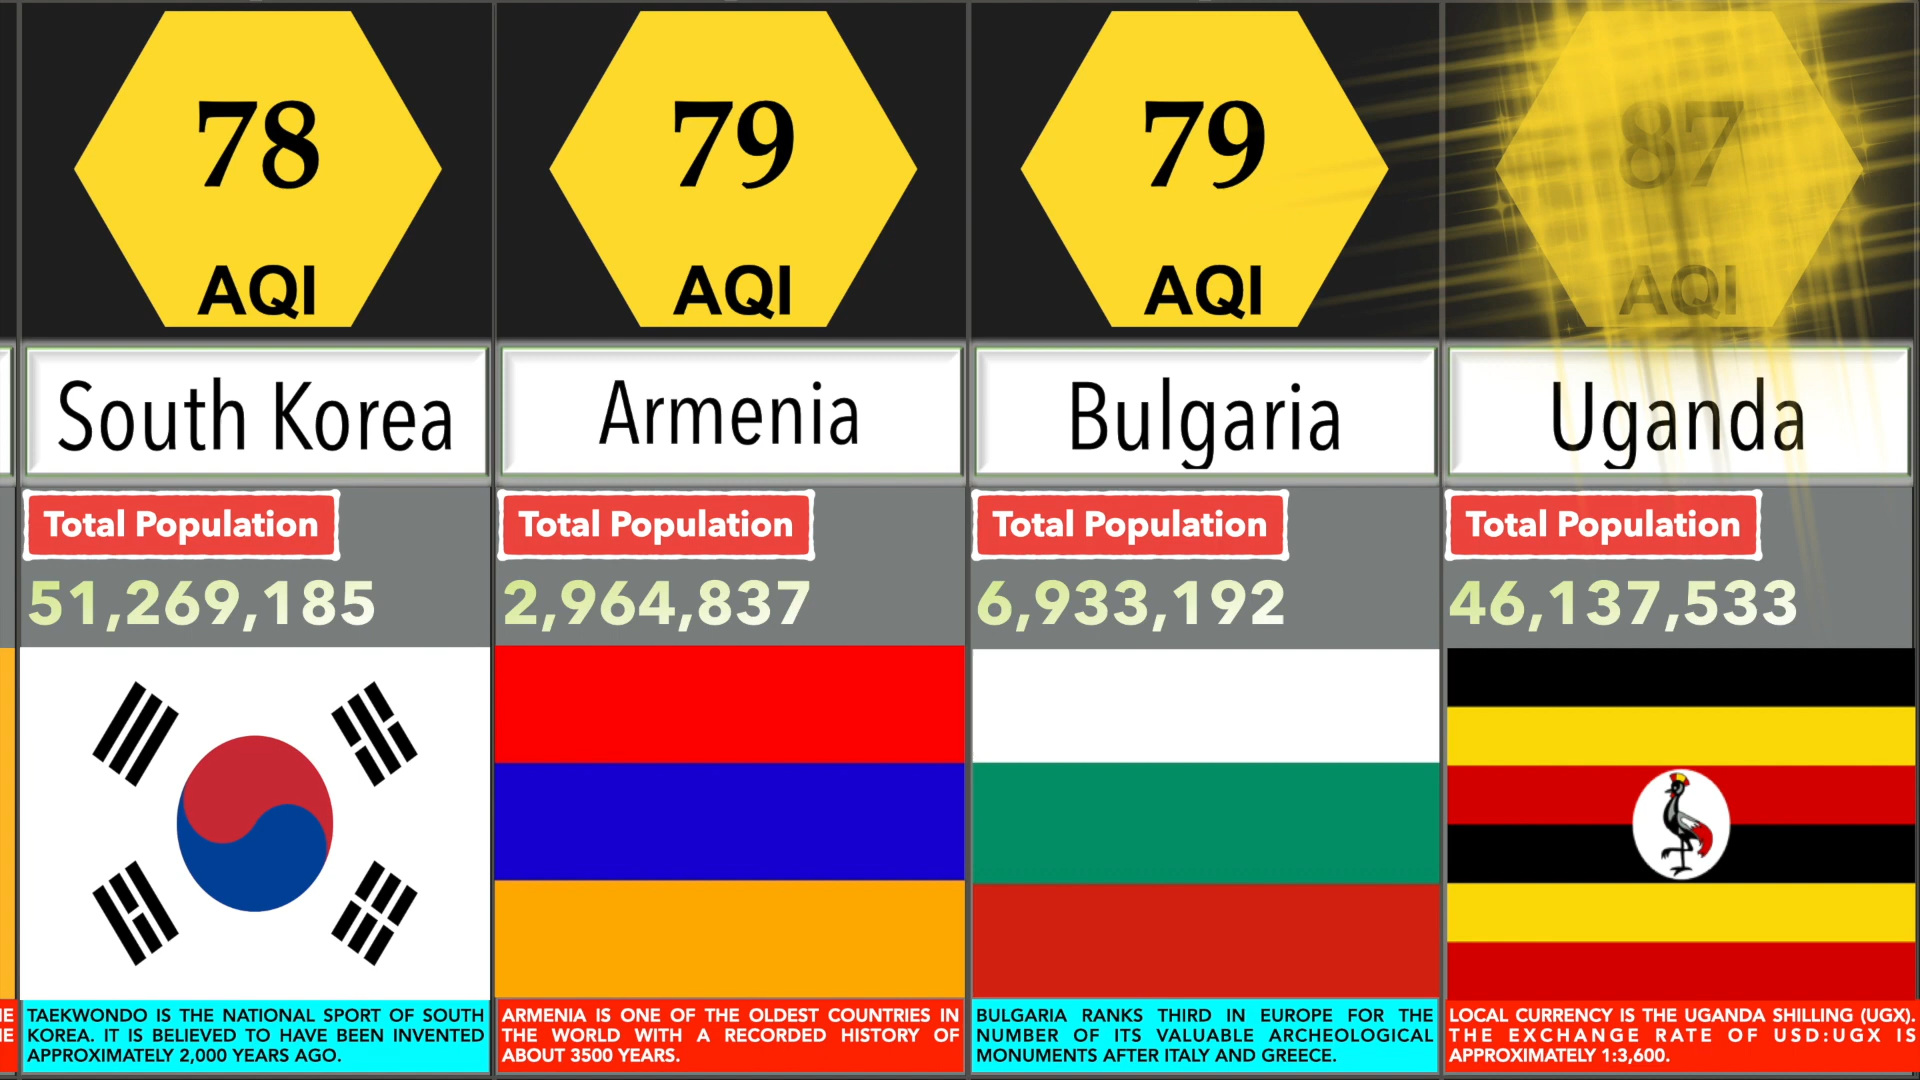 78
AQI
South Korea
Total Population
51,269,185
TAEKWONDO IS THE NATIONAL SPORT OF SOUTH
KOREA. IT IS BELIEVED TO HAVE BEEN INVENTED
APPROXIMATELY 2,000 YEARS AGO.
79
AQI
Armenia
Total Population
2,964,837
ARMENIA IS ONE OF THE OLDEST COUNTRIES IN
THE WORLD WITH A RECORDED HISTORY OF
ABOUT 3500 YEARS.
79
AQI
Bulgaria
Total Population
6,933,192
BULGARIA RANKS THIRD IN EUROPE FOR THE
NUMBER OF ITS VALUABLE ARCHEOLOGICAL
MONUMENTS AFTER ITALY AND GREECE.
87
AQI
Uganda
Total Population
46,137,533
LOCAL CURRENCY IS THE UGANDA SHILLING (UGX).
THE EXCHANGE RATE OF USD:UGX IS
APPROXIMATELY 1:3,600.